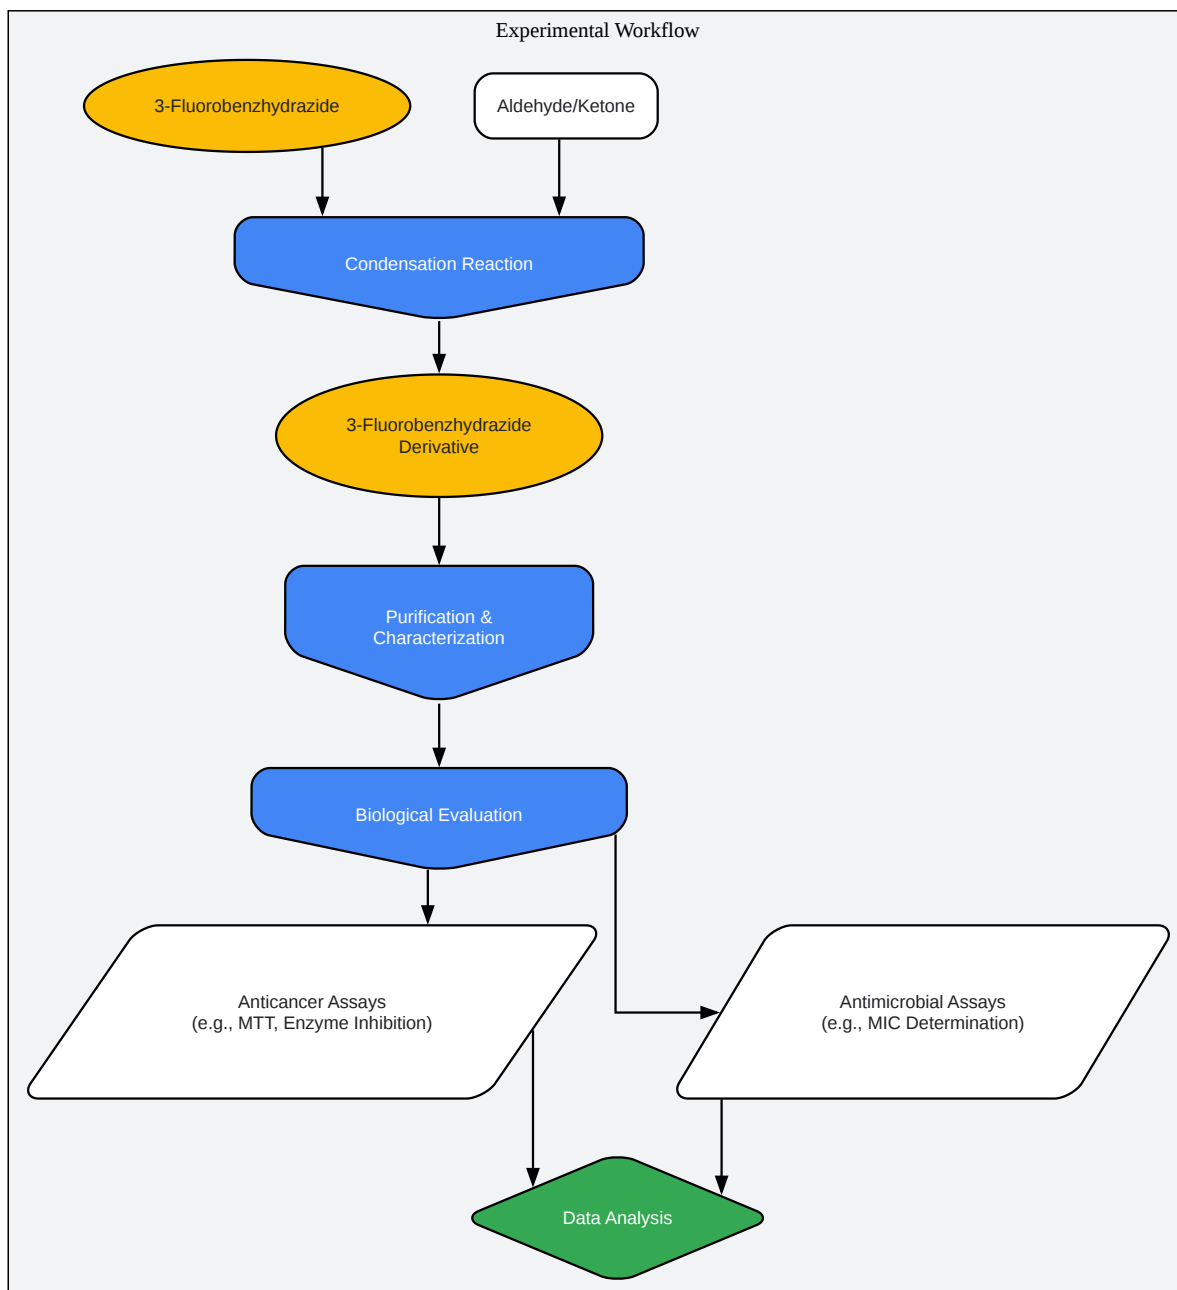 Experimental Workflow
3-Fluorobenzhydrazide
Aldehyde/Ketone
Condensation Reaction
3-Fluorobenzhydrazide
Derivative
Purification &
Characterization
Biological Evaluation
Anticancer Assays
(e.g., MTT, Enzyme Inhibition)
Antimicrobial Assays
(e.g., MIC Determination)
Data Analysis